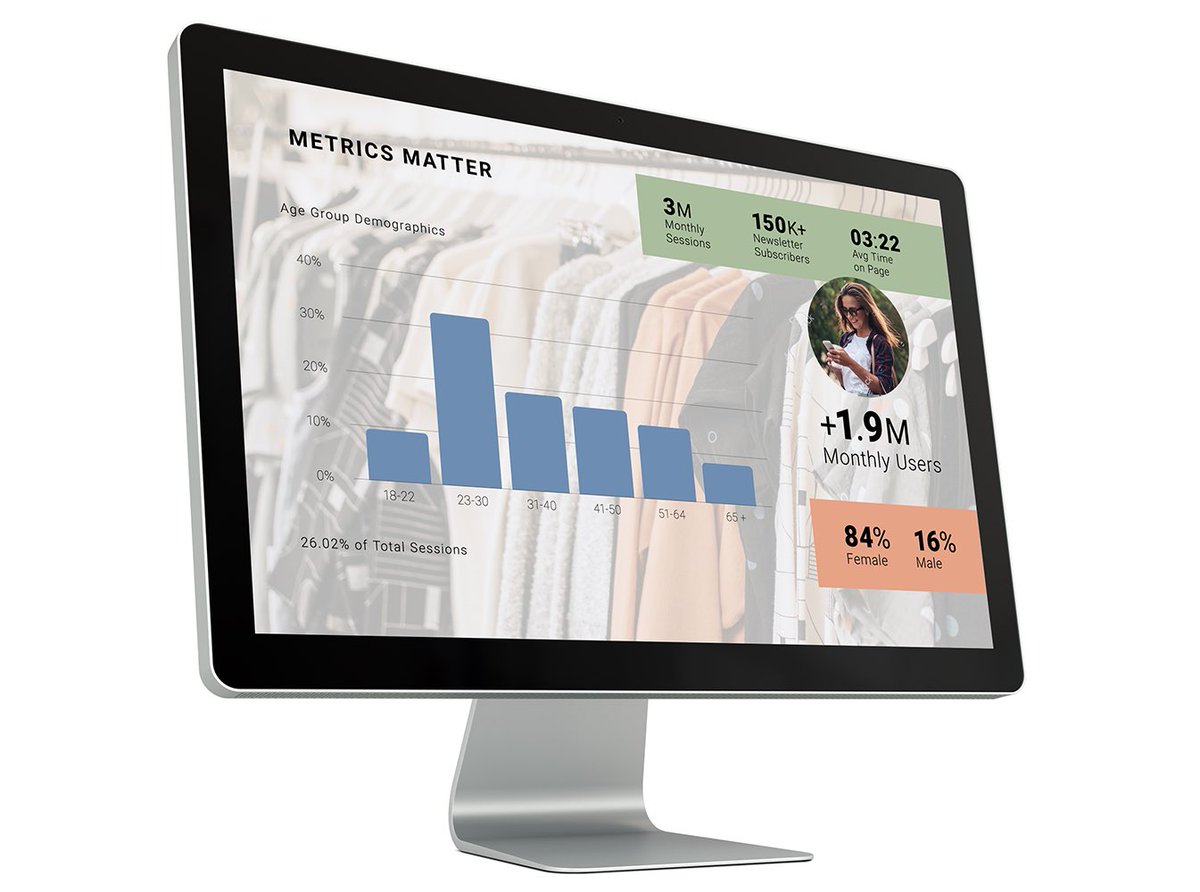 METRICS MATTER
Age Group Demographics
40%
30%
20%
10%
0%
18-22
23-30
31-40
41-50
51-64
65 +
26.02% of Total Sessions
3M
Monthly
Sessions
150K+
Newsletter
Subscribers
03:22
Avg Time
on Page
+1.9M
Monthly Users
84%
Female
16%
Male